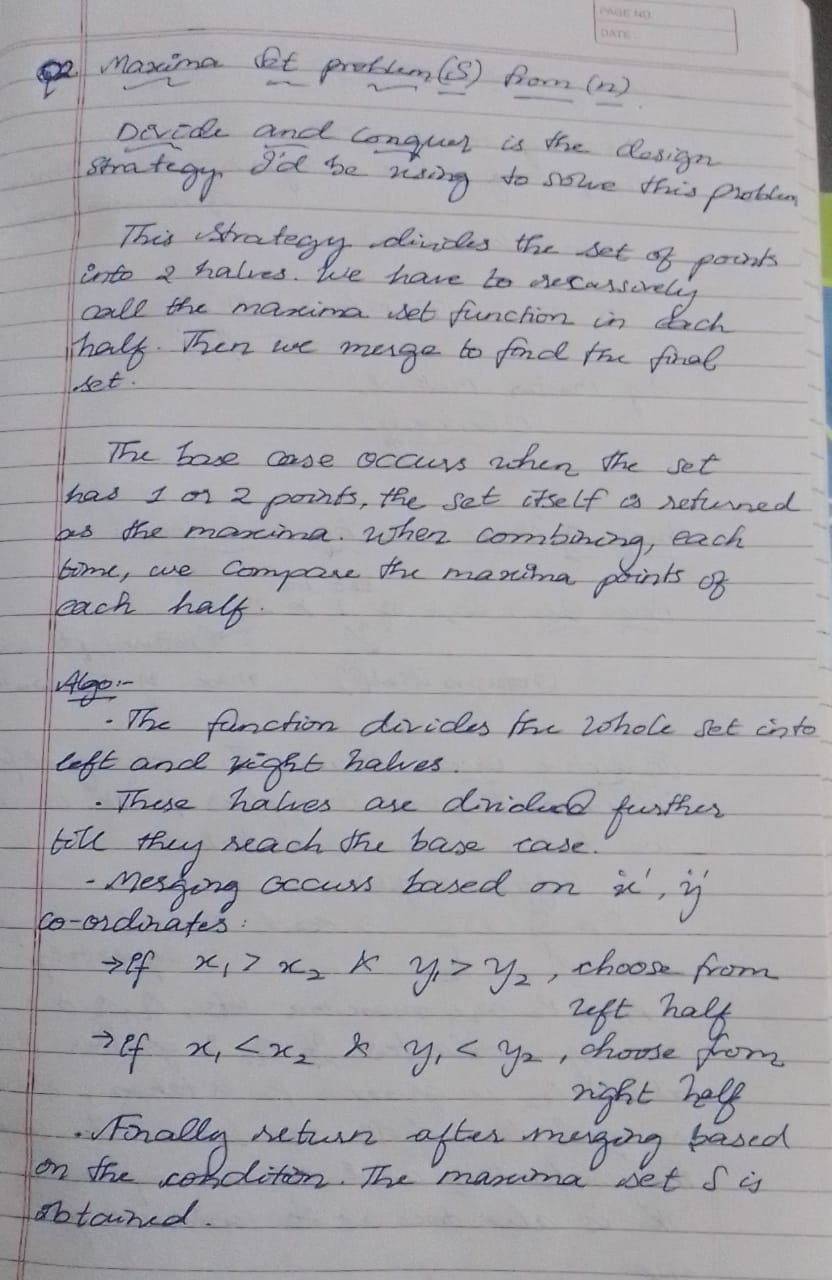 PAGE NO.
DATE
Q2 Maxima Set problem (S) from (n)
Devide and conquer is the design
strategy I'd be using to solve this problem
This strategy divides the set of points
into 2 halves. We have to recussively
call the maxima set function in each
half. Then we merge to find the final
set.
The base case occurs when the set
has 1 or 2 points, the set itself is returned
as the maxima. When combining, each
time, we compare the maxima points of
each half.
Algo:-
- The function divides the whole set into
left and right halves.
- These halves are divided further
till they reach the base case.
- Merging occurs based on 'x', 'y'
co-ordinates:
→ If x₁ > x₂ & y₁ > y₂, choose from
left half
→ If x₁ < x₂ & y₁ < y₂, choose from
right half
. Finally return after merging based
on the condition. The maxima set S is
obtained.